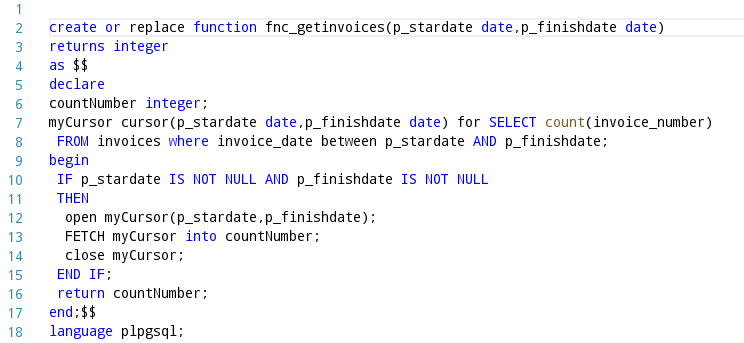 1
2 create or replace function fnc_getinvoices(p_stardate date,p_finishdate date)
3 returns integer
4 as $$
5 declare
6 countNumber integer;
7 myCursor cursor(p_stardate date,p_finishdate date) for SELECT count(invoice_number)
8 FROM invoices where invoice_date between p_stardate AND p_finishdate;
9 begin
10 IF p_stardate IS NOT NULL AND p_finishdate IS NOT NULL
11 THEN
12 open myCursor(p_stardate,p_finishdate);
13 FETCH myCursor into countNumber;
14 close myCursor;
15 END IF;
16 return countNumber;
17 end;$$
18 language plpgsql;